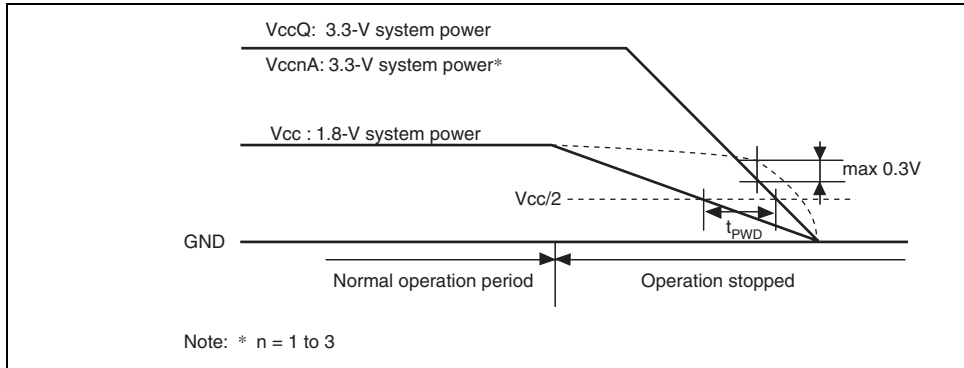 VccQ: 3.3-V system power
VccnA: 3.3-V system power*
Vcc : 1.8-V system power
max 0.3V
Vcc/2
tPWD
GND
Normal operation period
Operation stopped
Note: * n = 1 to 3